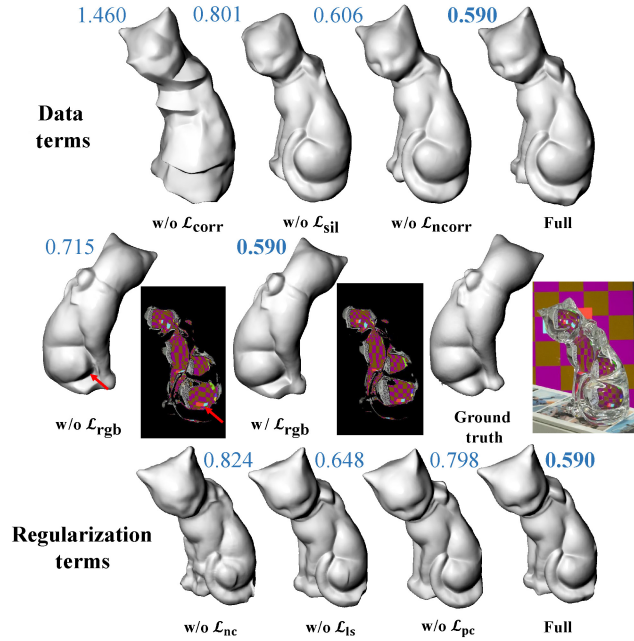 1.460 0.801 0.606 0.590
Data
terms
w/o ℒcorr w/o ℒsil w/o ℒncorr Full
0.715 0.590
w/o ℒrgb w/ ℒrgb Ground
truth
0.824 0.648 0.798 0.590
Regularization
terms
w/o ℒnc w/o ℒls w/o ℒpc Full